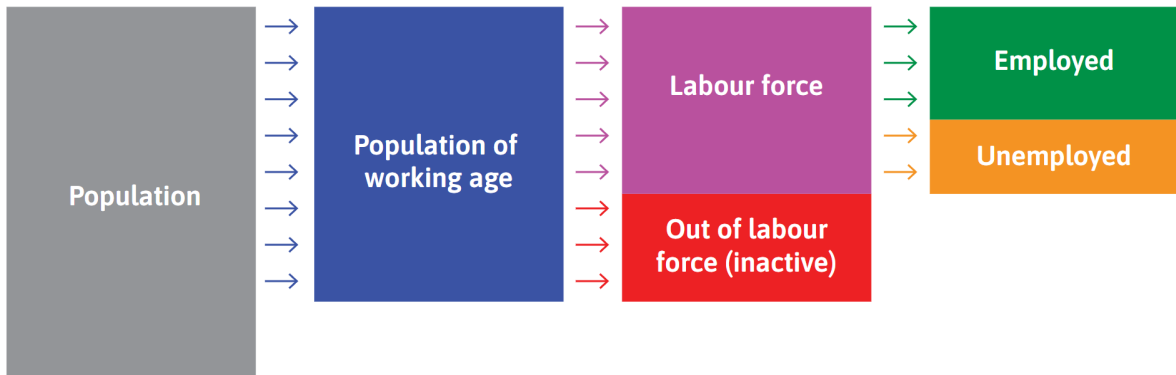 Population
Population of
working age
Labour force
Out of labour
force (inactive)
Employed
Unemployed